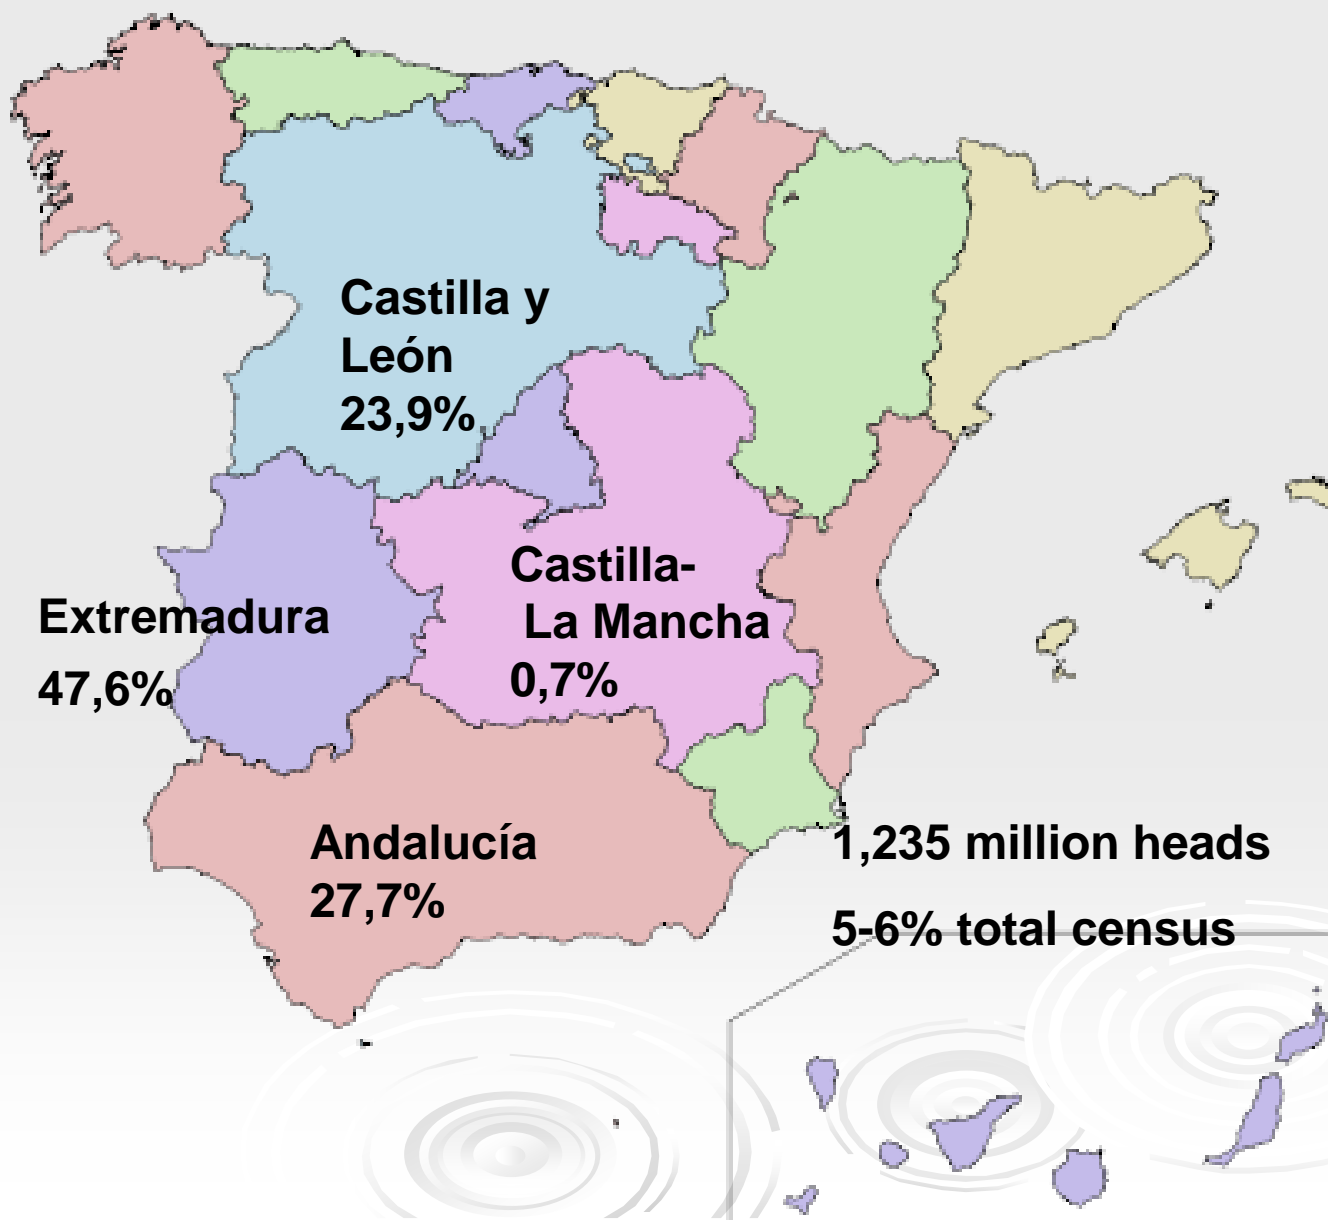 Castilla y
León
23,9%
Castilla-
La Mancha
0,7%
Extremadura
47,6%
Andalucía
27,7%
1,235 million heads
5-6% total census